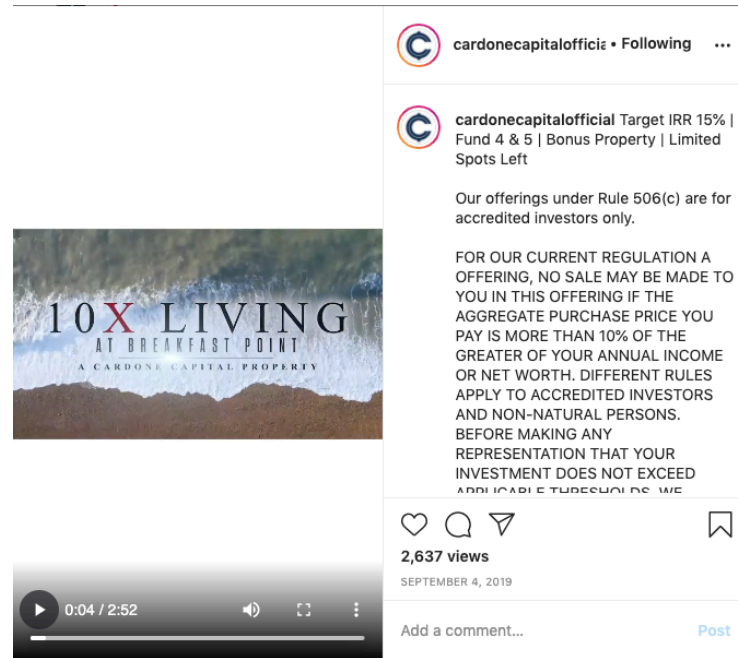 10X LIVING
AT BREAKFAST POINT
A CARDONE CAPITAL PROPERTY
0:04 / 2:52
cardonecapitalofficia • Following
cardonecapitalofficial Target IRR 15% |
Fund 4 & 5 | Bonus Property | Limited
Spots Left
Our offerings under Rule 506(c) are for
accredited investors only.
FOR OUR CURRENT REGULATION A
OFFERING, NO SALE MAY BE MADE TO
YOU IN THIS OFFERING IF THE
AGGREGATE PURCHASE PRICE YOU
PAY IS MORE THAN 10% OF THE
GREATER OF YOUR ANNUAL INCOME
OR NET WORTH. DIFFERENT RULES
APPLY TO ACCREDITED INVESTORS
AND NON-NATURAL PERSONS.
BEFORE MAKING ANY
REPRESENTATION THAT YOUR
INVESTMENT DOES NOT EXCEED
APPLICABLE THRESHOLDS, WE
2,637 views
SEPTEMBER 4, 2019
Add a comment...
Post